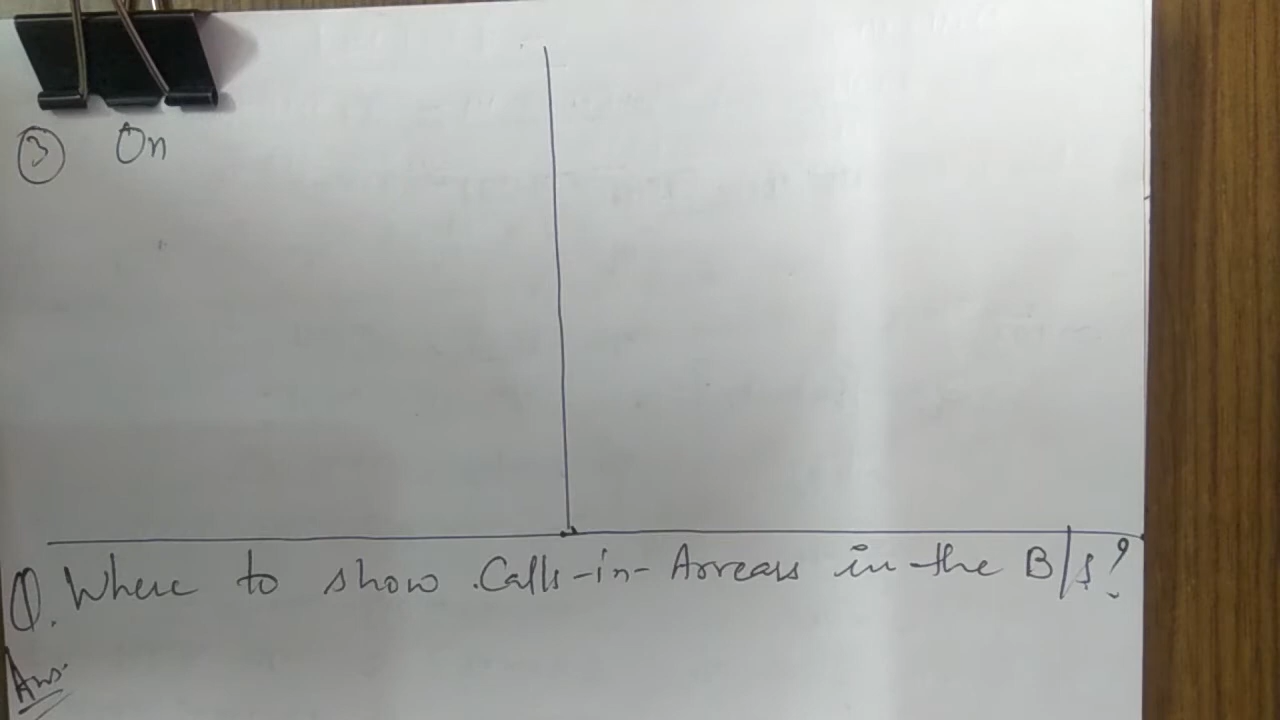 ③ On
Q. Where to show Calls-in-Arrears in the B/s?
Ans.